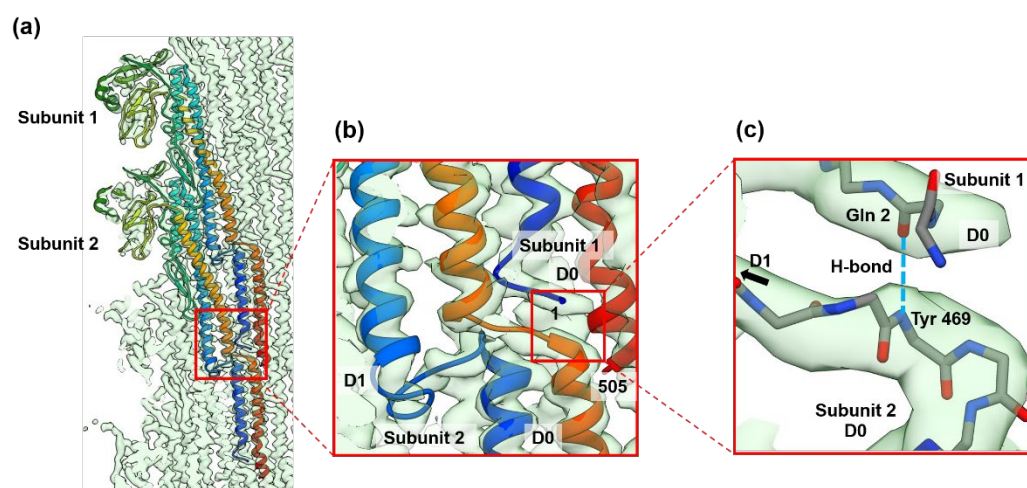 (a)
Subunit 1
Subunit 2
(b)
Subunit 1
D0
1
D1
505
Subunit 2
D0
(c)
Subunit 1
Gln 2
D0
D1
H-bond
Tyr 469
Subunit 2
D0